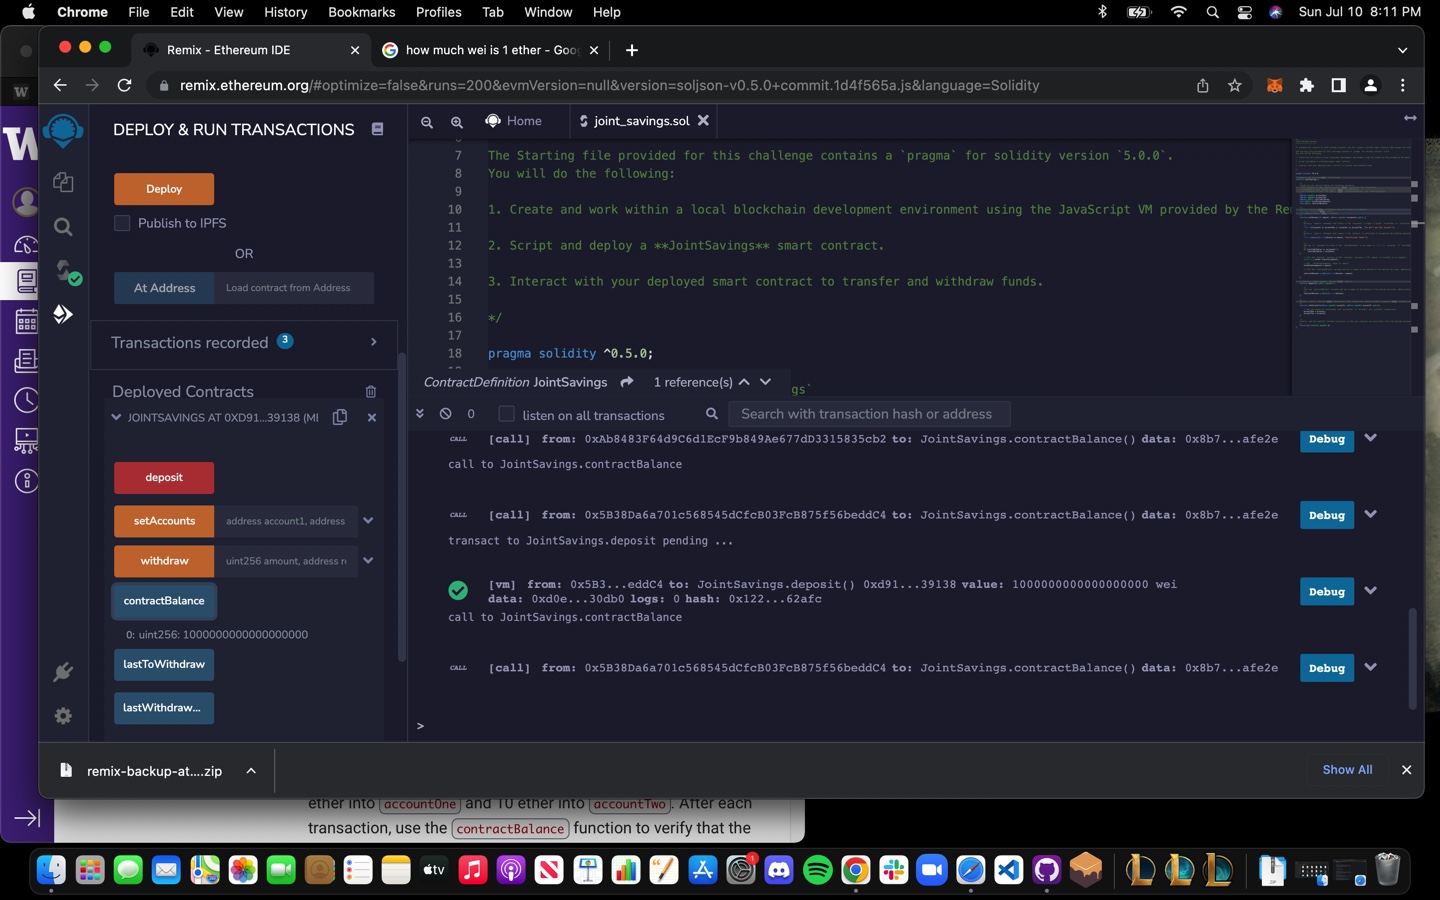 Chrome File Edit View History Bookmarks Profiles Tab Window Help Sun Jul 10 8:11 PM
Remix - Ethereum IDE
how much wei is 1 ether - Goo
remix.ethereum.org/#optimize=false&runs=200&evmVersion=null&version=soljson-v0.5.0+commit.1d4f565a.js&language=Solidity
W
W
DEPLOY & RUN TRANSACTIONS
Deploy
Publish to IPFS
OR
At Address Load contract from Address
Transactions recorded 3
Deployed Contracts
JOINTSAVINGS AT 0XD91...39138 (ME
deposit
setAccounts address account1, address
withdraw uint256 amount, address re
contractBalance
0: uint256: 1000000000000000000
lastToWithdraw
lastWithdraw...
Home
joint_savings.sol
7 The Starting file provided for this challenge contains a `pragma` for solidity version `5.0.0`.
8 You will do the following:
9
10 1. Create and work within a local blockchain development environment using the JavaScript VM provided by the Re
11
12 2. Script and deploy a **JointSavings** smart contract.
13
14 3. Interact with your deployed smart contract to transfer and withdraw funds.
15
16 */
17
18 pragma solidity ^0.5.0;
ContractDefinition JointSavings 1 reference(s)
gs`
0 listen on all transactions Search with transaction hash or address
CALL [call] from: 0xAb8483F64d9C6d1EcF9b849Ae677dD3315835cb2 to: JointSavings.contractBalance() data: 0x8b7...afe2e Debug
call to JointSavings.contractBalance
CALL [call] from: 0x5B38Da6a701c568545dCfcB03FcB875f56beddC4 to: JointSavings.contractBalance() data: 0x8b7...afe2e Debug
transact to JointSavings.deposit pending ...
[vm] from: 0x5B3...eddC4 to: JointSavings.deposit() 0xd91...39138 value: 1000000000000000000 wei
data: 0xd0e...30db0 logs: 0 hash: 0x122...62afc Debug
call to JointSavings.contractBalance
CALL [call] from: 0x5B38Da6a701c568545dCfcB03FcB875f56beddC4 to: JointSavings.contractBalance() data: 0x8b7...afe2e Debug
>
remix-backup-at....zip
Show All
ether into accountOne and 10 ether into accountTwo. After each
transaction, use the contractBalance function to verify that the
tv
1